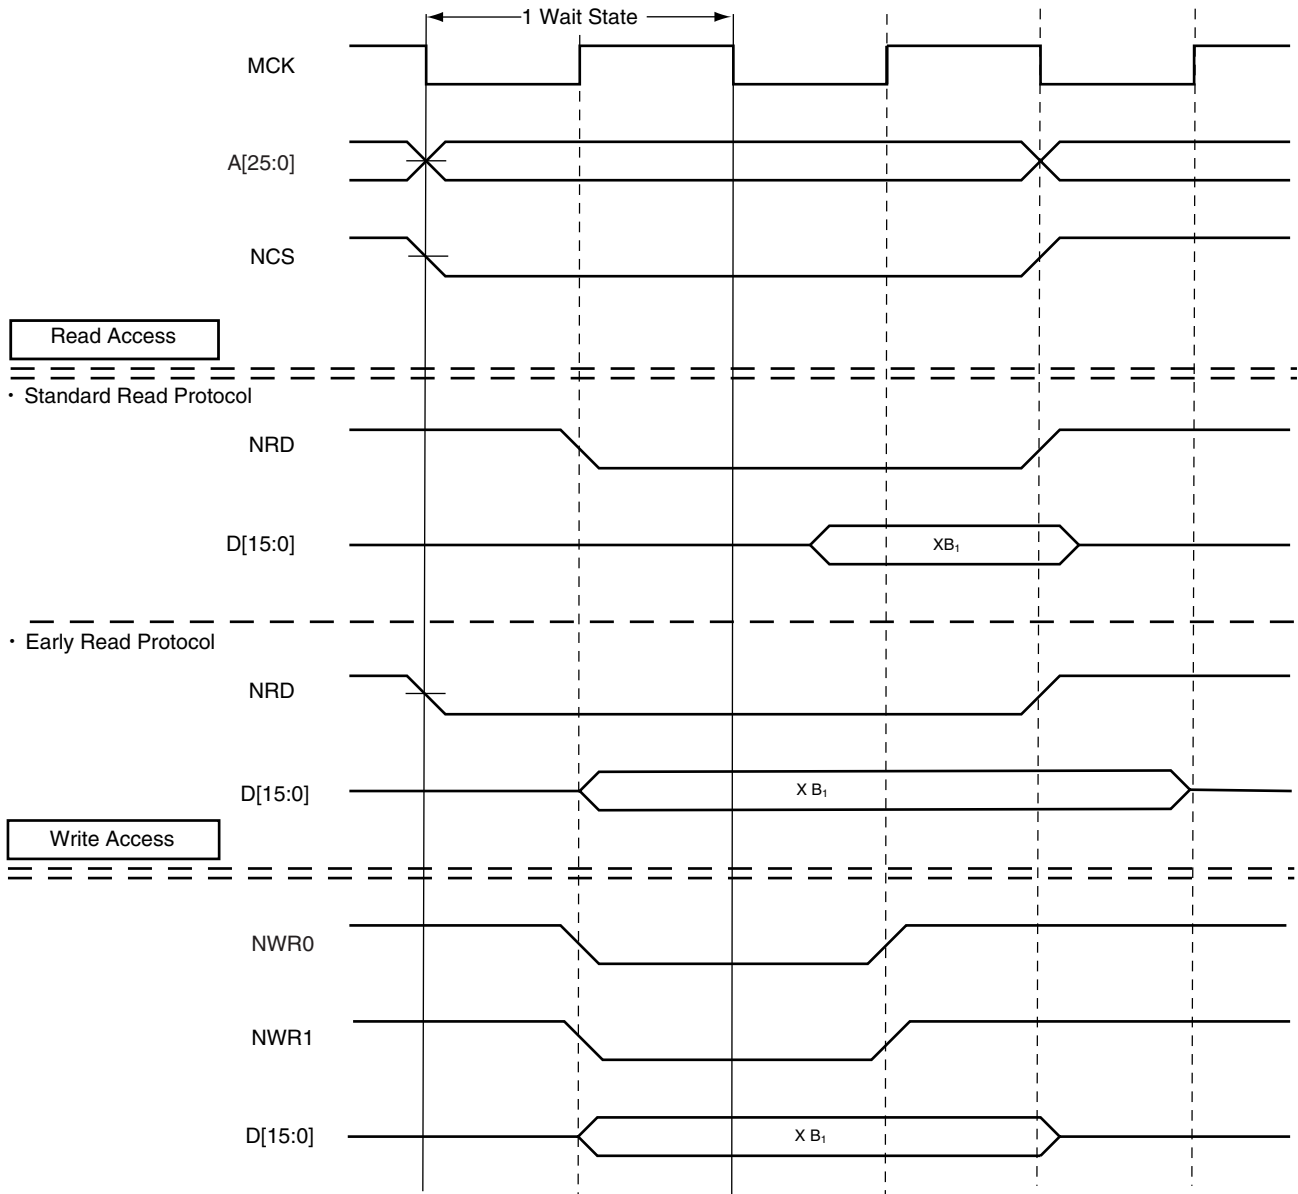 1 Wait State
MCK
A[25:0]
NCS
Read Access
· Standard Read Protocol
NRD
D[15:0]
XB₁
· Early Read Protocol
NRD
D[15:0]
X B₁
Write Access
NWR0
NWR1
D[15:0]
X B₁